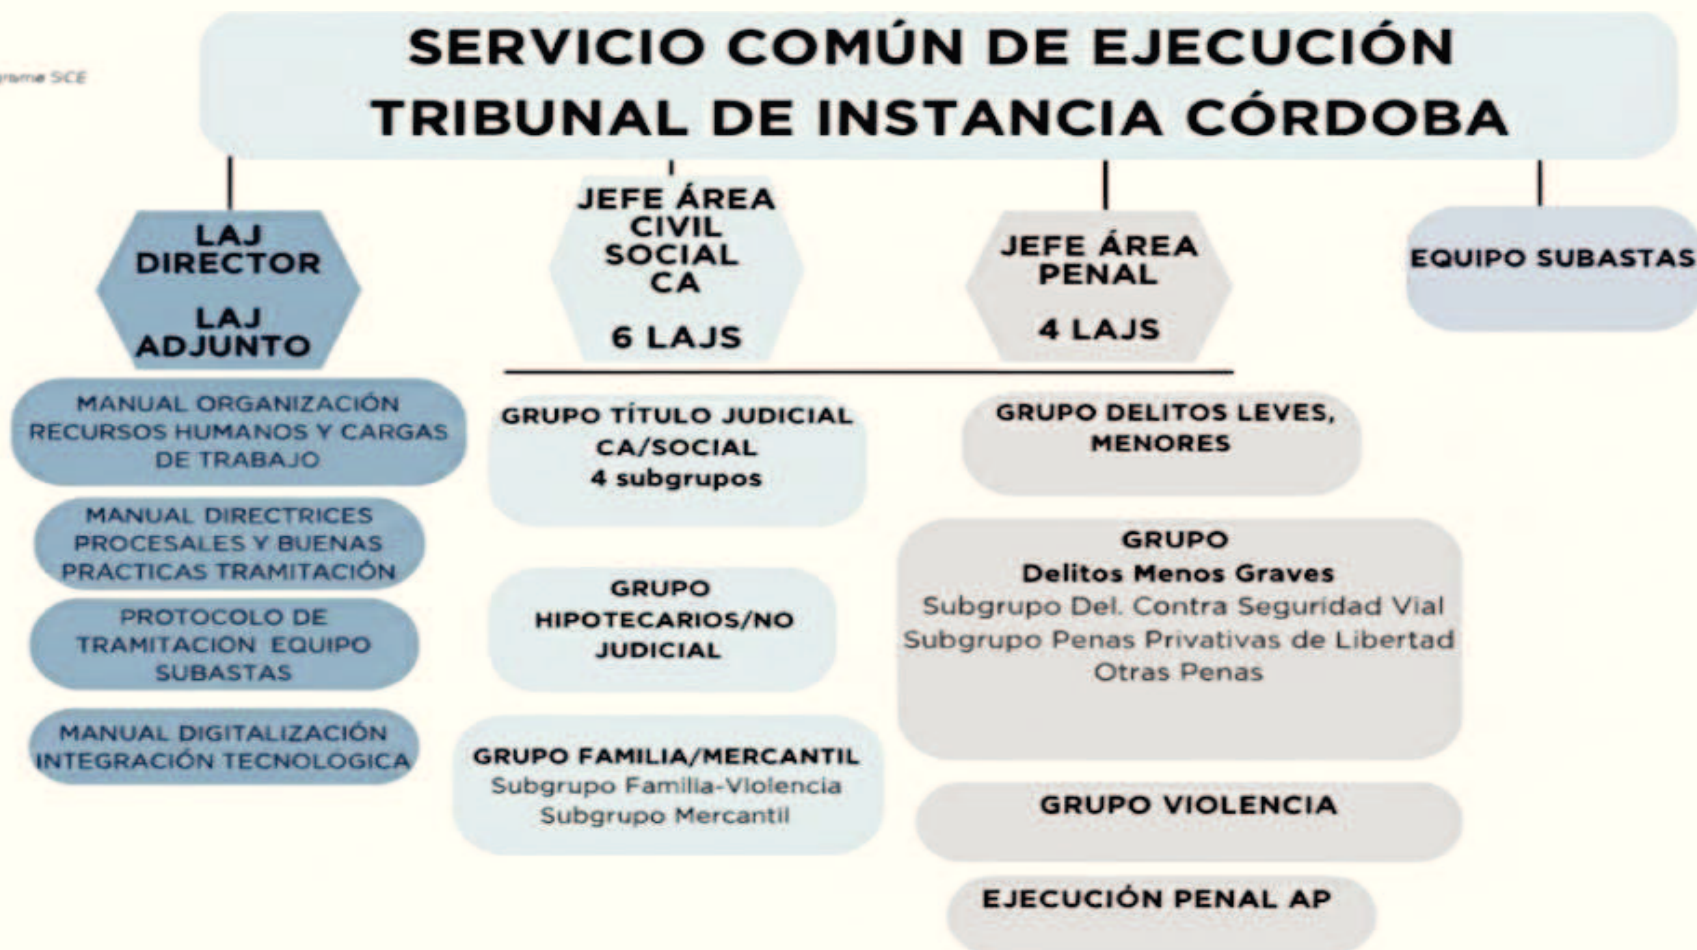 SERVICIO COMÚN DE EJECUCIÓN
TRIBUNAL DE INSTANCIA CÓRDOBA
SCE
LAJ
DIRECTOR
LAJ
ADJUNTO
MANUAL ORGANIZACIÓN
RECURSOS HUMANOS Y CARGAS
DE TRABAJO
MANUAL DIRECTRICES
PROCESALES Y BUENAS
PRACTICAS TRAMITACIÓN
PROTOCOLO DE
TRAMITACIÓN EQUIPO
SUBASTAS
MANUAL DIGITALIZACIÓN
INTEGRACIÓN TECNOLOGICA
JEFE ÁREA
CIVIL
SOCIAL
CA
6 LAJS
GRUPO TÍTULO JUDICIAL
CA/SOCIAL
4 subgrupos
GRUPO
HIPOTECARIOS/NO
JUDICIAL
GRUPO FAMILIA/MERCANTIL
Subgrupo Familia-Violencia
Subgrupo Mercantil
JEFE ÁREA
PENAL
4 LAJS
GRUPO DELITOS LEVES,
MENORES
GRUPO
Delitos Menos Graves
Subgrupo Del. Contra Seguridad Vial
Subgrupo Penas Privativas de Libertad
Otras Penas
GRUPO VIOLENCIA
EJECUCIÓN PENAL AP
EQUIPO SUBASTAS